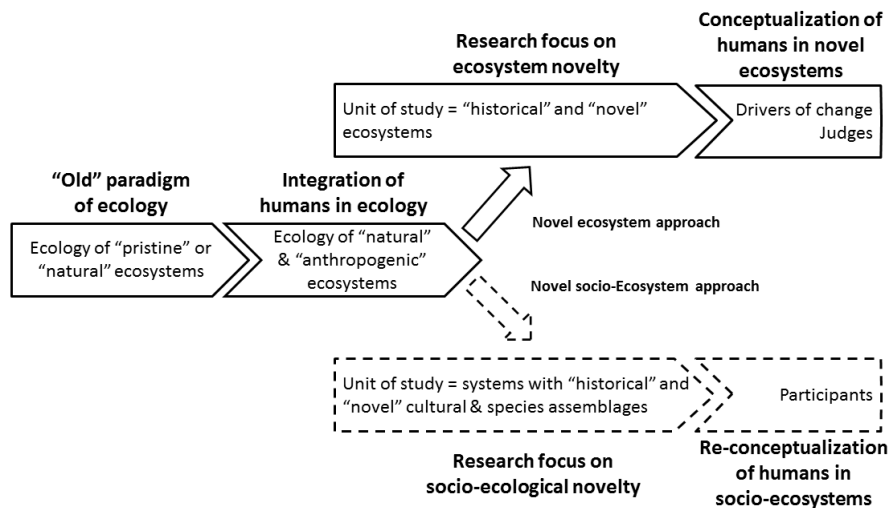 Research focus on
ecosystem novelty
Conceptualization of
humans in novel
ecosystems
Unit of study = “historical” and “novel”
ecosystems
Drivers of change
Judges
“Old” paradigm
of ecology
Integration of
humans in ecology
Ecology of “pristine” or
“natural” ecosystems
Ecology of “natural”
& “anthropogenic”
ecosystems
Novel ecosystem approach
Novel socio-Ecosystem approach
Unit of study = systems with “historical” and
“novel” cultural & species assemblages
Participants
Research focus on
socio-ecological novelty
Re-conceptualization
of humans in
socio-ecosystems